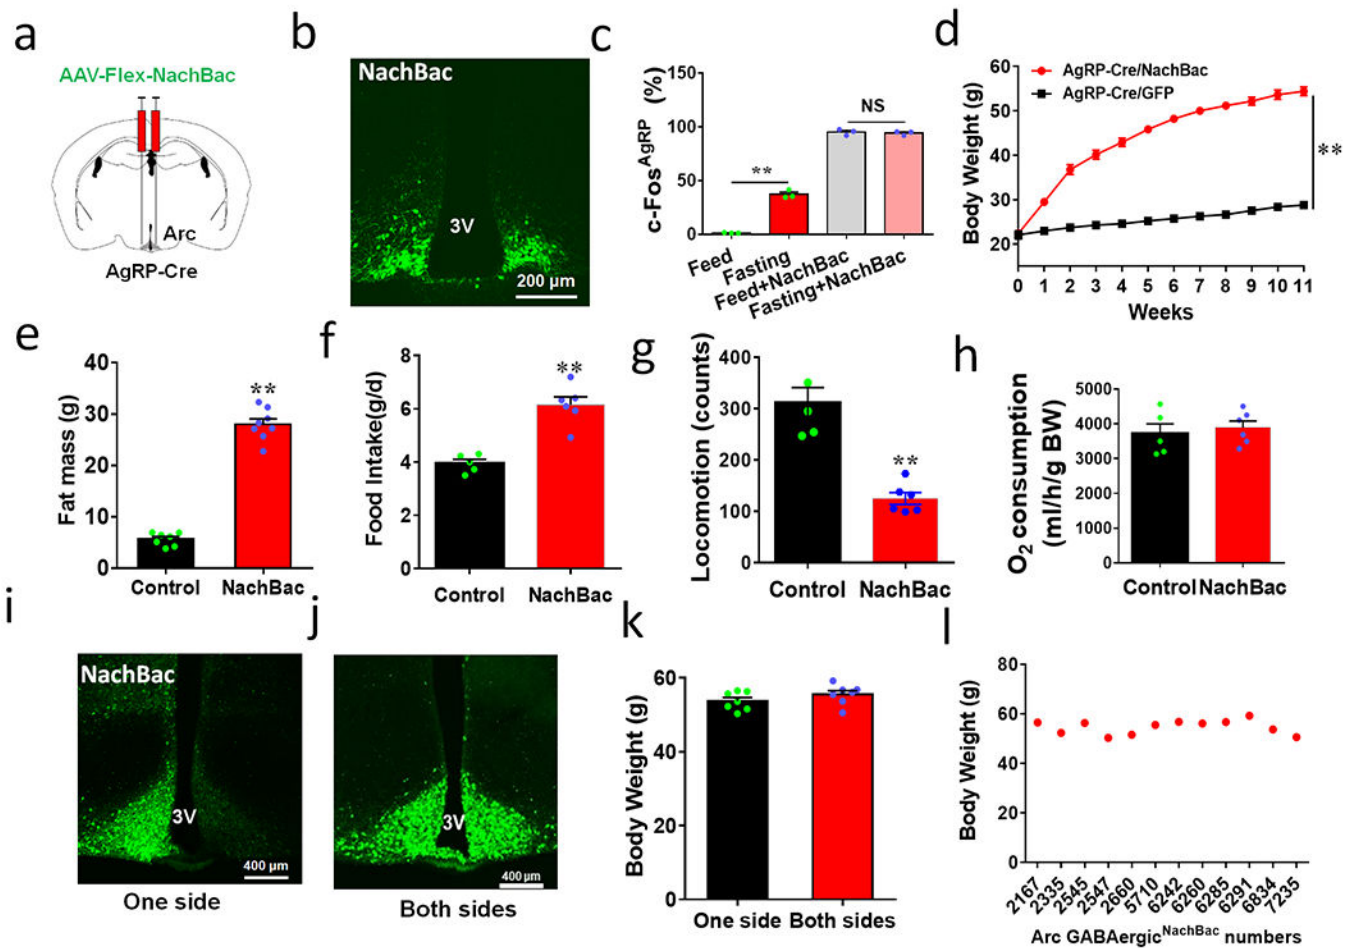 a
AAV-Flex-NachBac
Arc
AgRP-Cre
b
NachBac
3V
200 µm
c
c-Fos^AgRP (%)
150
100
50
0
**
NS
Feed
Fasting
Feed+NachBac
Fasting+NachBac
d
Body Weight (g)
60
50
40
30
20
AgRP-Cre/NachBac
AgRP-Cre/GFP
**
0 1 2 3 4 5 6 7 8 9 10 11
Weeks
e
Fat mass (g)
40
30
20
10
0
**
Control NachBac
f
Food Intake(g/d)
8
6
4
2
0
**
Control NachBac
g
Locomotion (counts)
400
300
200
100
0
**
Control NachBac
h
O₂ consumption
(ml/h/g BW)
5000
4000
3000
2000
1000
0
Control NachBac
i
NachBac
3V
400 µm
One side
j
3V
400 µm
Both sides
k
Body Weight (g)
60
40
20
0
One side Both sides
l
Body Weight (g)
80
60
40
20
0
2167
2335
2545
2547
2660
5710
6242
6260
6285
6291
6834
7235
Arc GABAergic^NachBac numbers